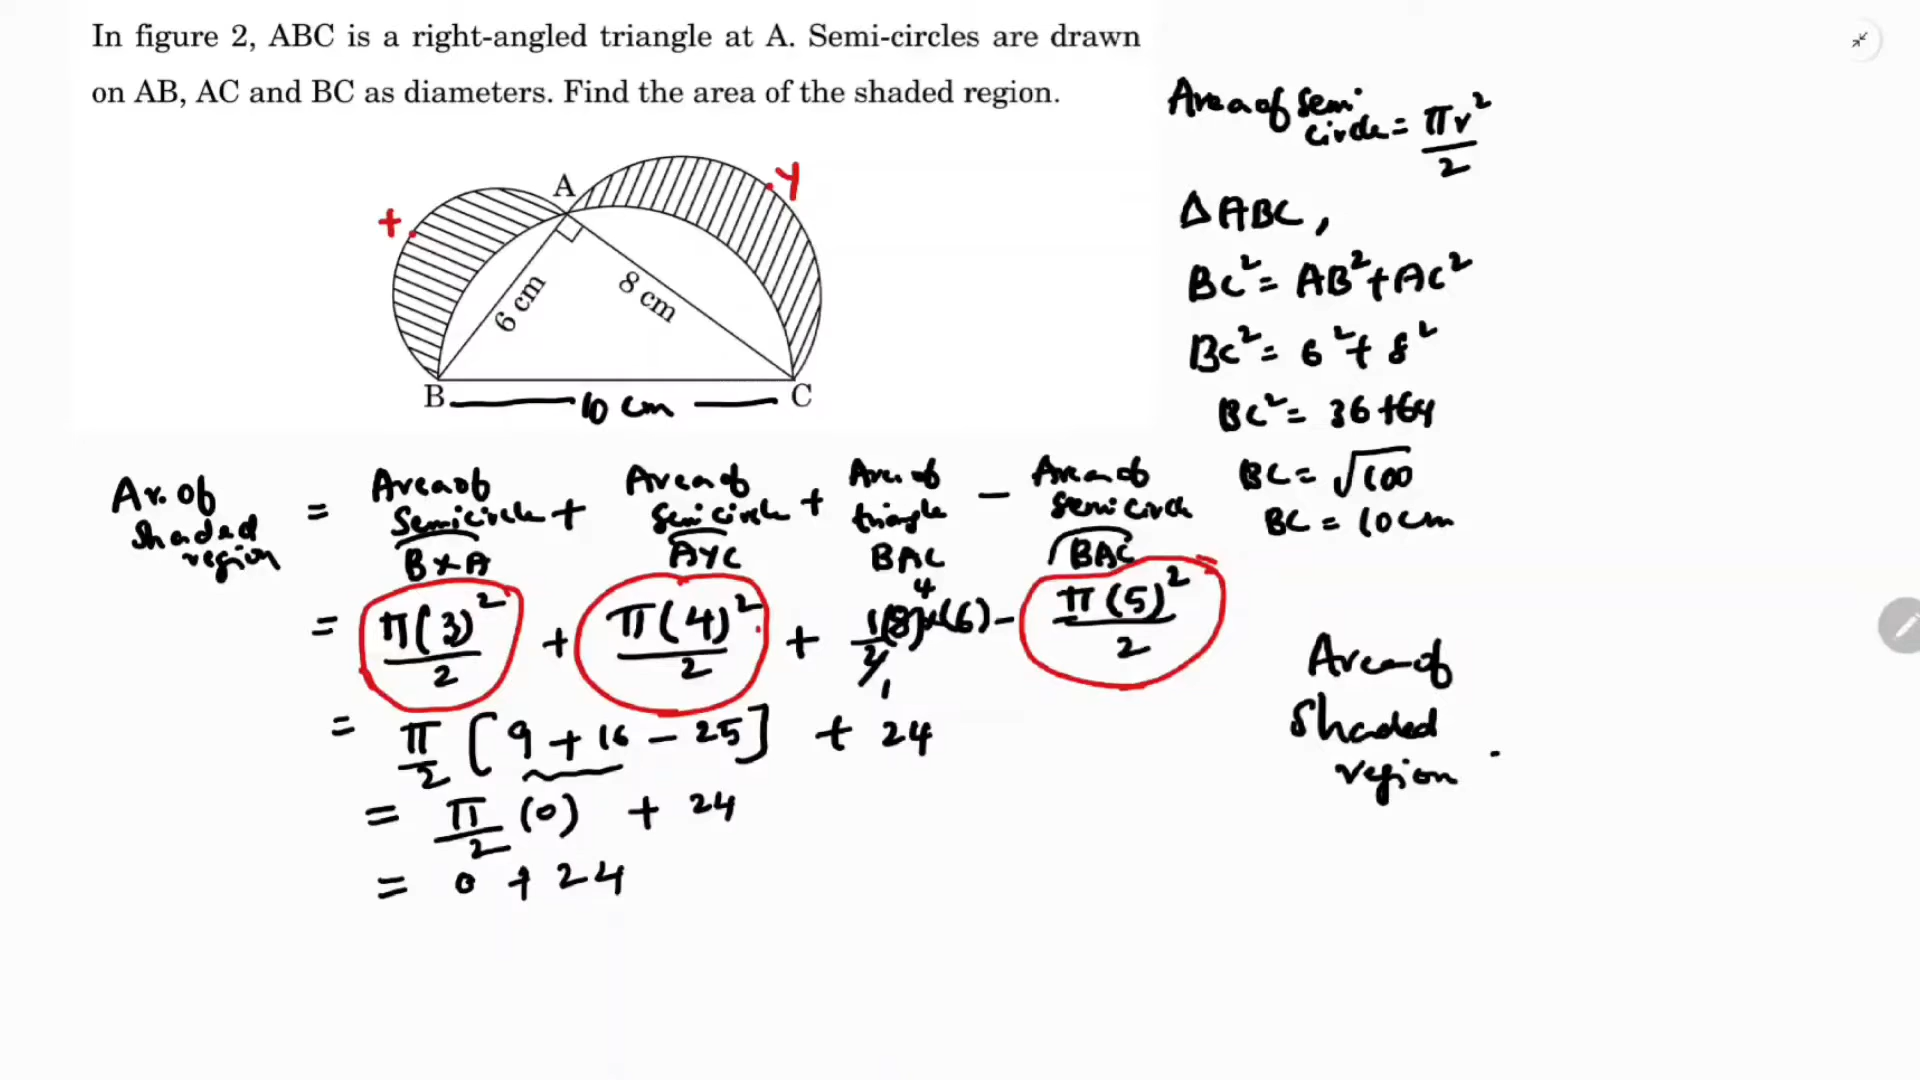 In figure 2, ABC is a right-angled triangle at A. Semi-circles are drawn
on AB, AC and BC as diameters. Find the area of the shaded region.
Area of semi
circle = πr²/2
A
Y
6 cm
8 cm
B
10 cm
C
Δ ABC,
BC² = AB² + AC²
BC² = 6² + 8²
BC² = 36 + 64
BC = √100
BC = 10 cm
Ar. of shaded region = Area of semicircle BXA + Area of semi circle AYC + Area of triangle BAC − Area of semi circle BAC
= π(3)²/2 + π(4)²/2 + 1/2 (8) × (6) − π(5)²/2
4
1
= π/2 [9 + 16 − 25] + 24
= π/2 (0) + 24
= 0 + 24
Area of
shaded
region